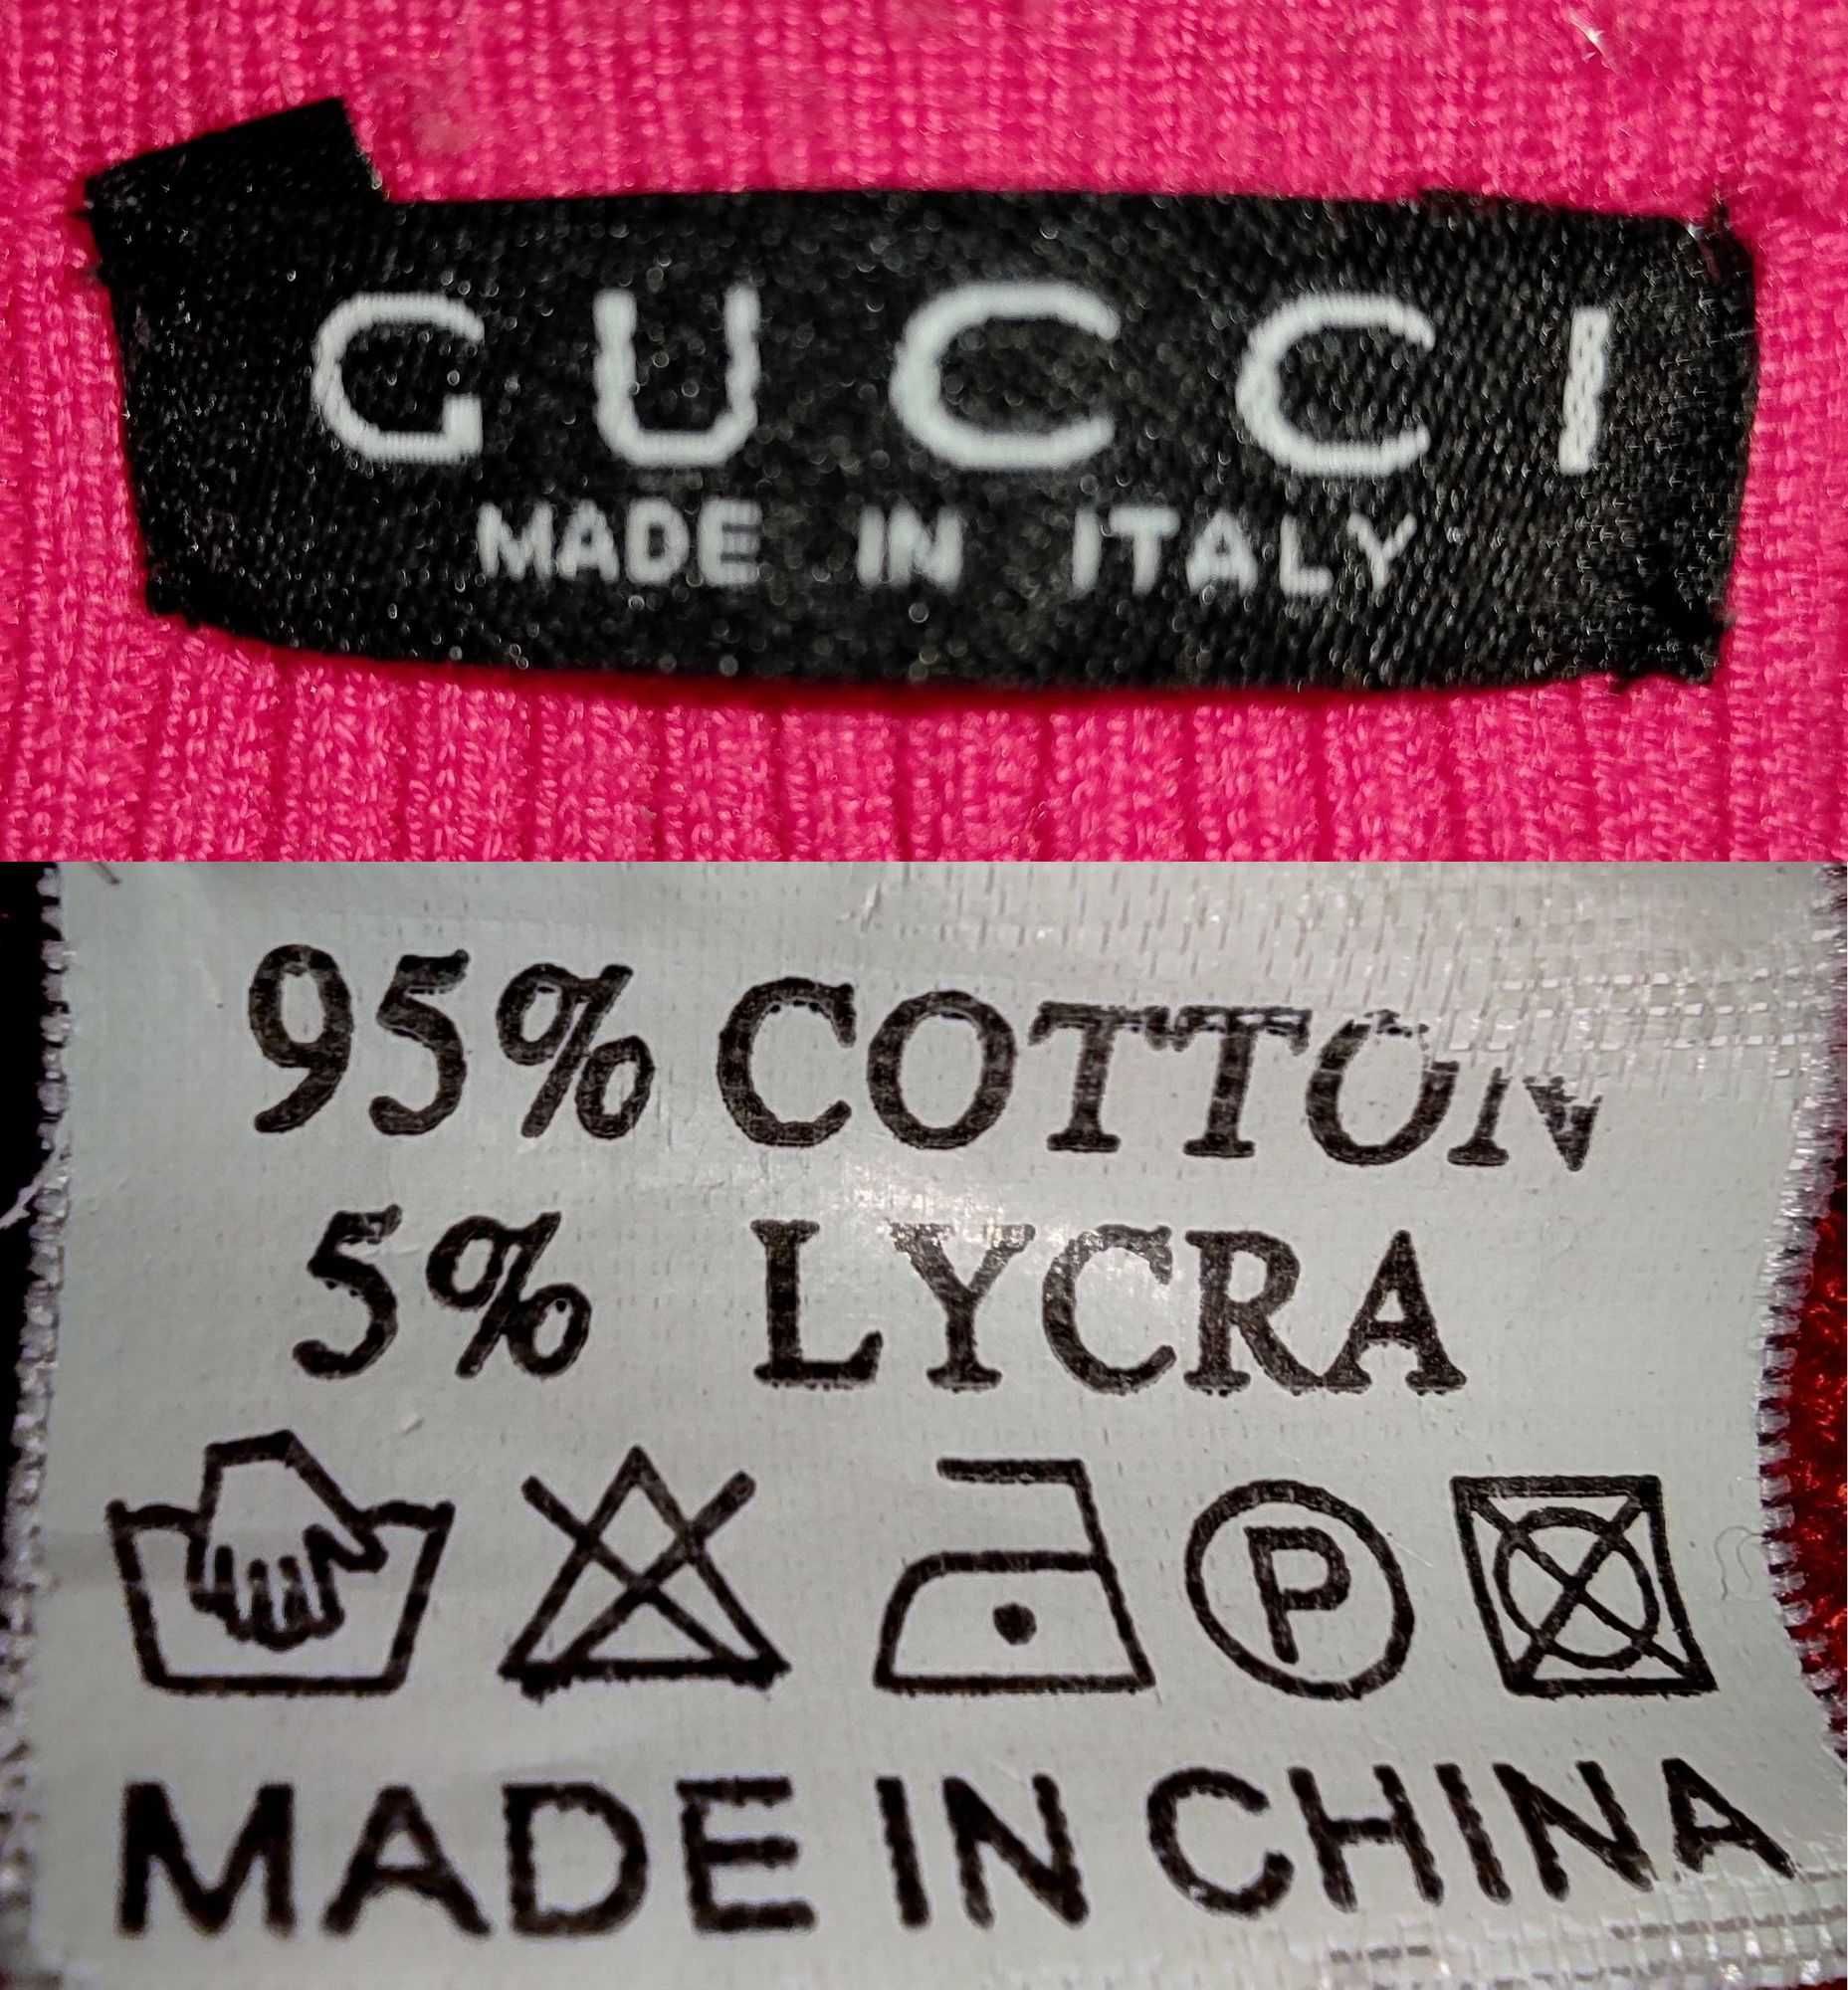 GUCCI
MADE IN ITALY
95% COTTON
5% LYCRA
P
MADE IN CHINA